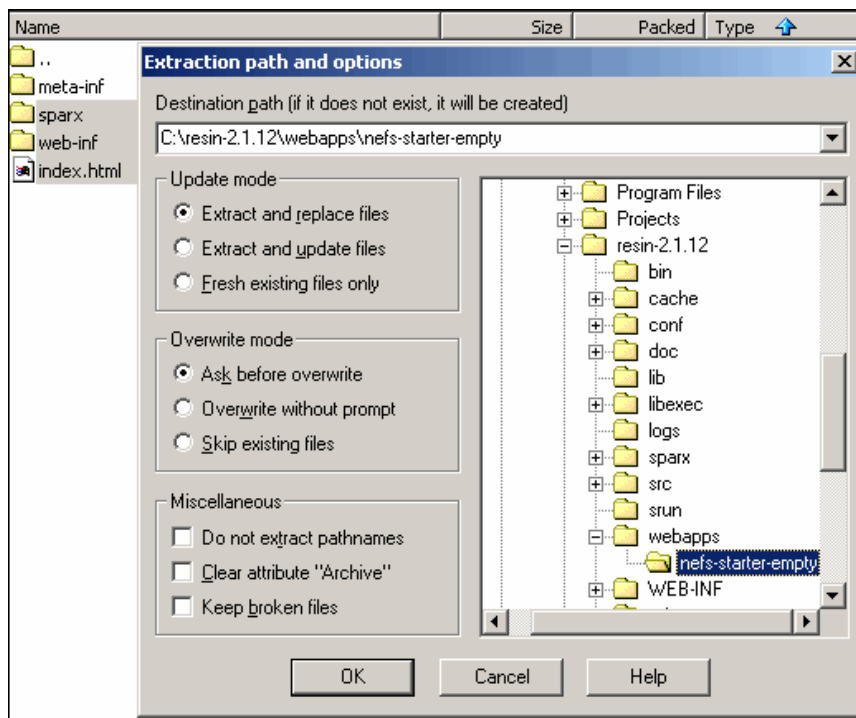 Name Size Packed Type
..
meta-inf
sparx
web-inf
index.html
Extraction path and options
Destination path (if it does not exist, it will be created)
C:\resin-2.1.12\webapps\nefs-starter-empty
Update mode
Extract and replace files
Extract and update files
Fresh existing files only
Overwrite mode
Ask before overwrite
Overwrite without prompt
Skip existing files
Miscellaneous
Do not extract pathnames
Clear attribute "Archive"
Keep broken files
Program Files
Projects
resin-2.1.12
bin
cache
conf
doc
lib
libexec
logs
sparx
src
srun
webapps
nefs-starter-empty
WEB-INF
OK Cancel Help